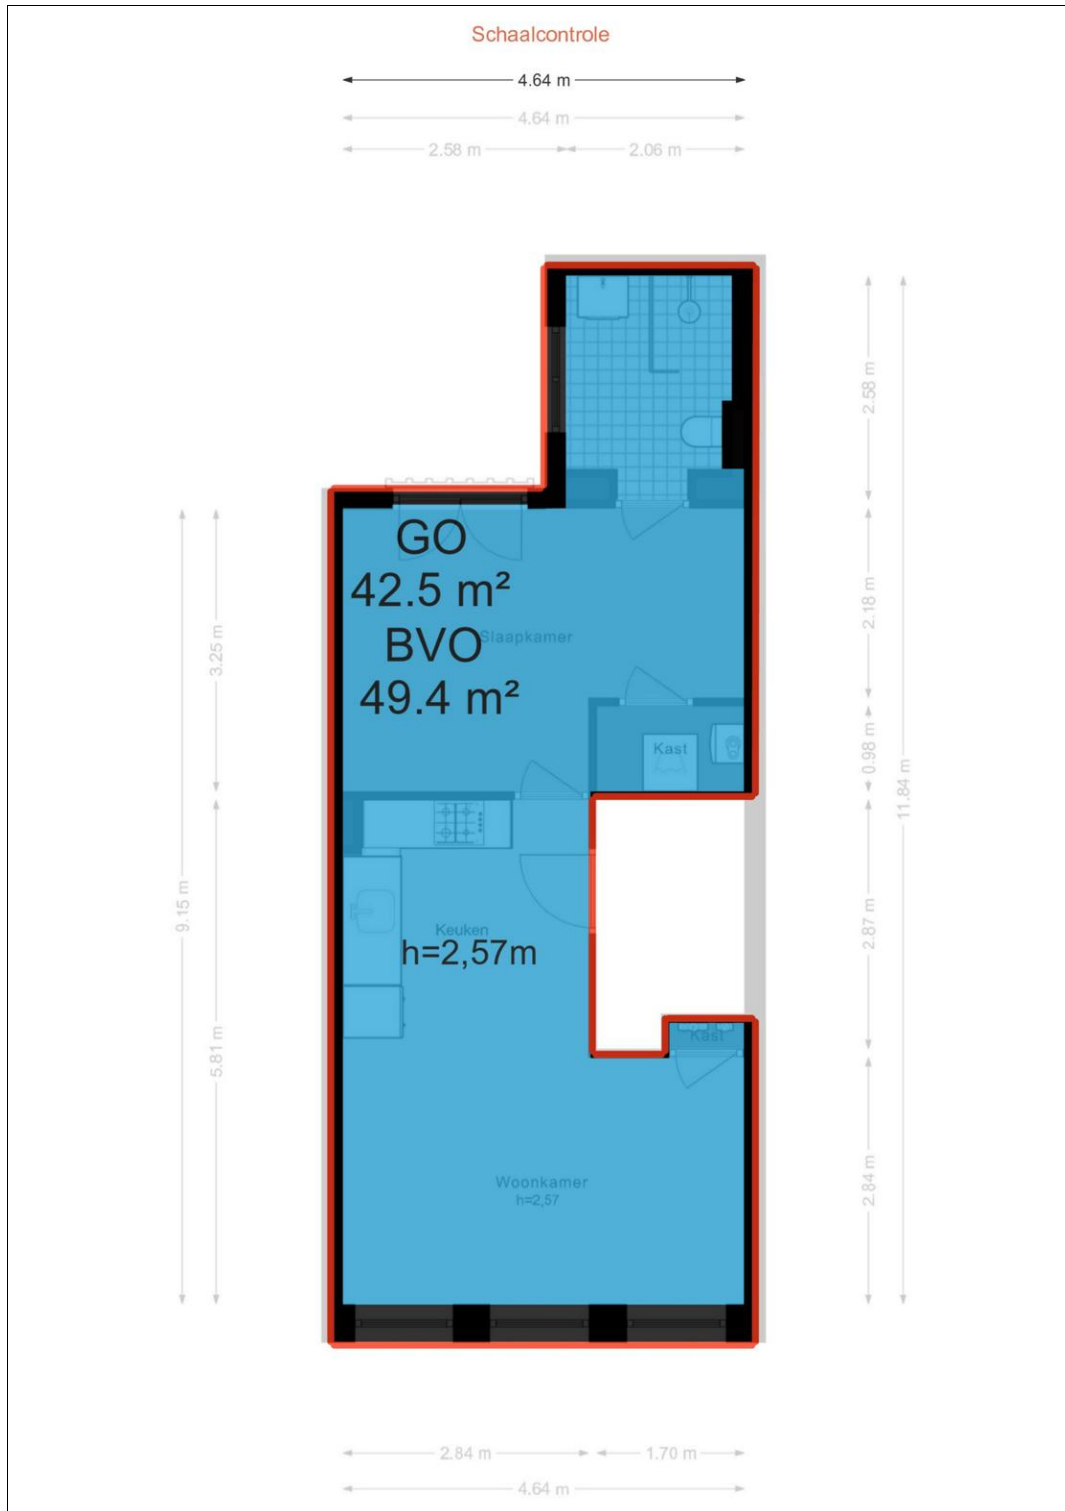 Schaalcontrole
4.64 m
4.64 m
2.58 m
2.06 m
2.58 m
GO
42.5 m²
BVO
49.4 m²
Slaapkamer
2.18 m
3.25 m
Kast
0.98 m
11.84 m
9.15 m
Keuken
h=2,57m
2.87 m
5.81 m
Kast
2.84 m
Woonkamer
h=2,57
2.84 m
1.70 m
4.64 m